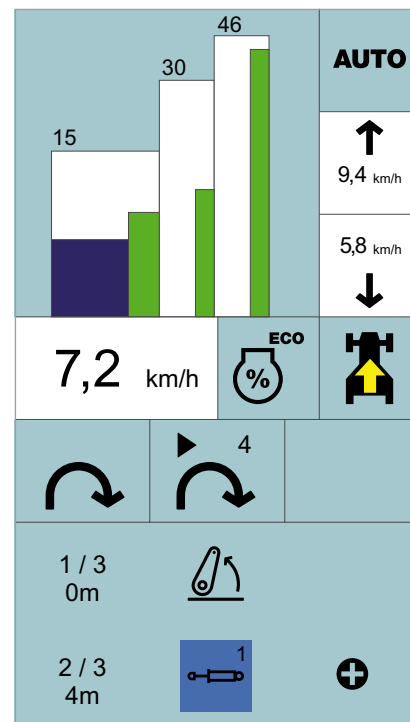 46
AUTO
30
15
9,4 km/h
5,8 km/h
7,2 km/h
ECO
%
4
1 / 3
0m
1
2 / 3
4m